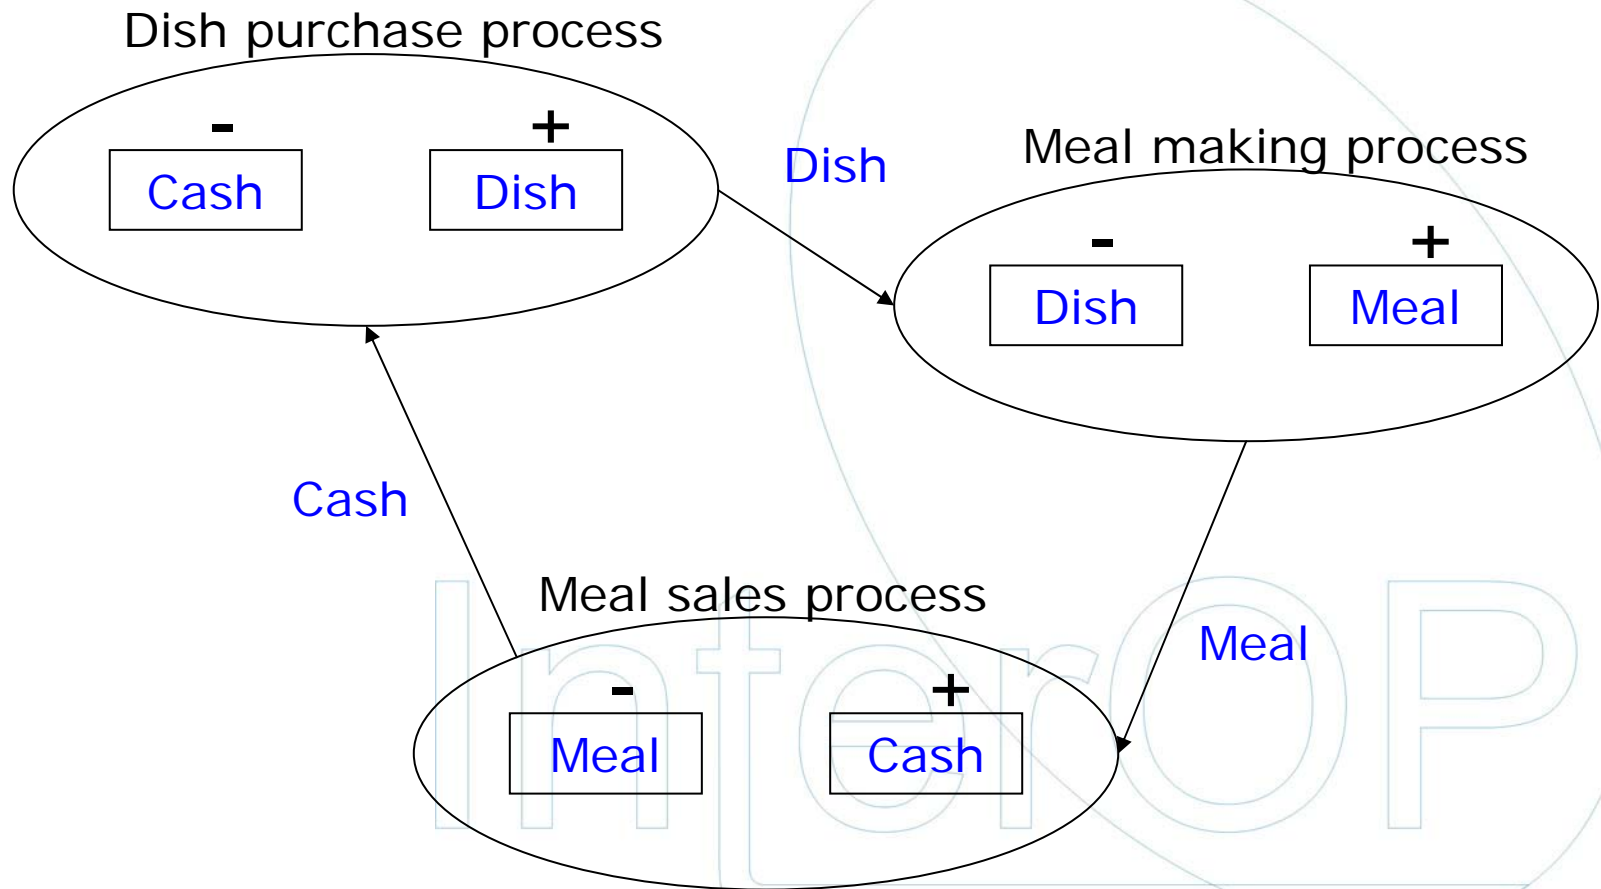 Dish purchase process
- +
Cash Dish
Dish
Meal making process
- +
Dish Meal
Cash
Meal sales process
Meal
- +
Meal Cash
InterOP